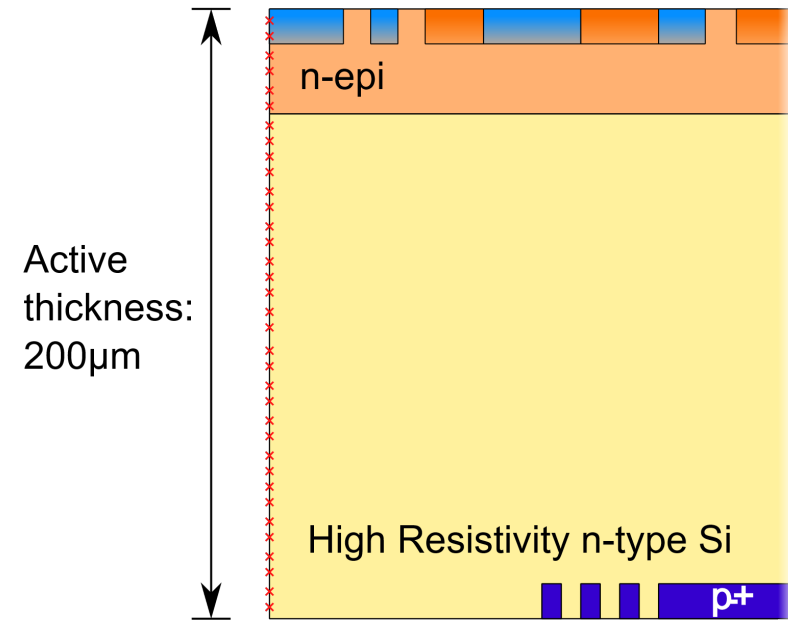 n-epi
Active
thickness:
200µm
High Resistivity n-type Si
p+